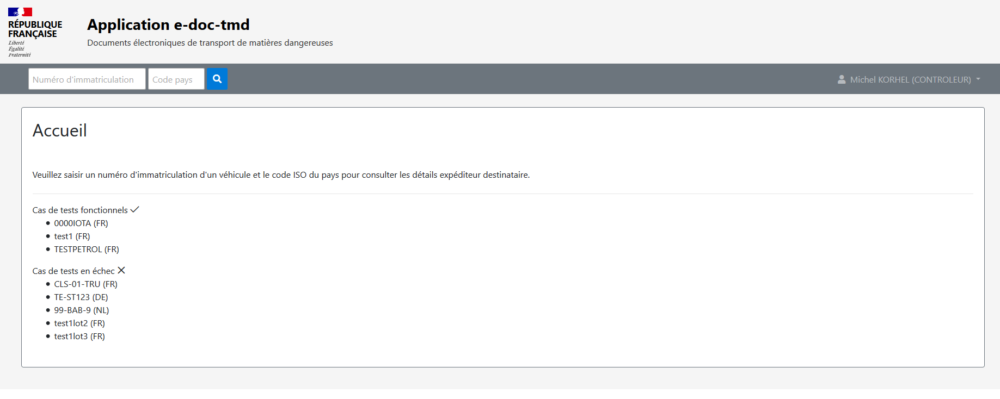 RÉPUBLIQUE
FRANÇAISE
Liberté
Égalité
Fraternité
Application e-doc-tmd
Documents électroniques de transport de matières dangereuses
Numéro d'immatriculation
Code pays
Michel KORHEL (CONTROLEUR)
Accueil
Veuillez saisir un numéro d'immatriculation d'un véhicule et le code ISO du pays pour consulter les détails expéditeur destinataire.
Cas de tests fonctionnels ✓
• 0000IOTA (FR)
• test1 (FR)
• TESTPETROL (FR)
Cas de tests en échec ✕
• CLS-01-TRU (FR)
• TE-ST123 (DE)
• 99-BAB-9 (NL)
• test1lot2 (FR)
• test1lot3 (FR)